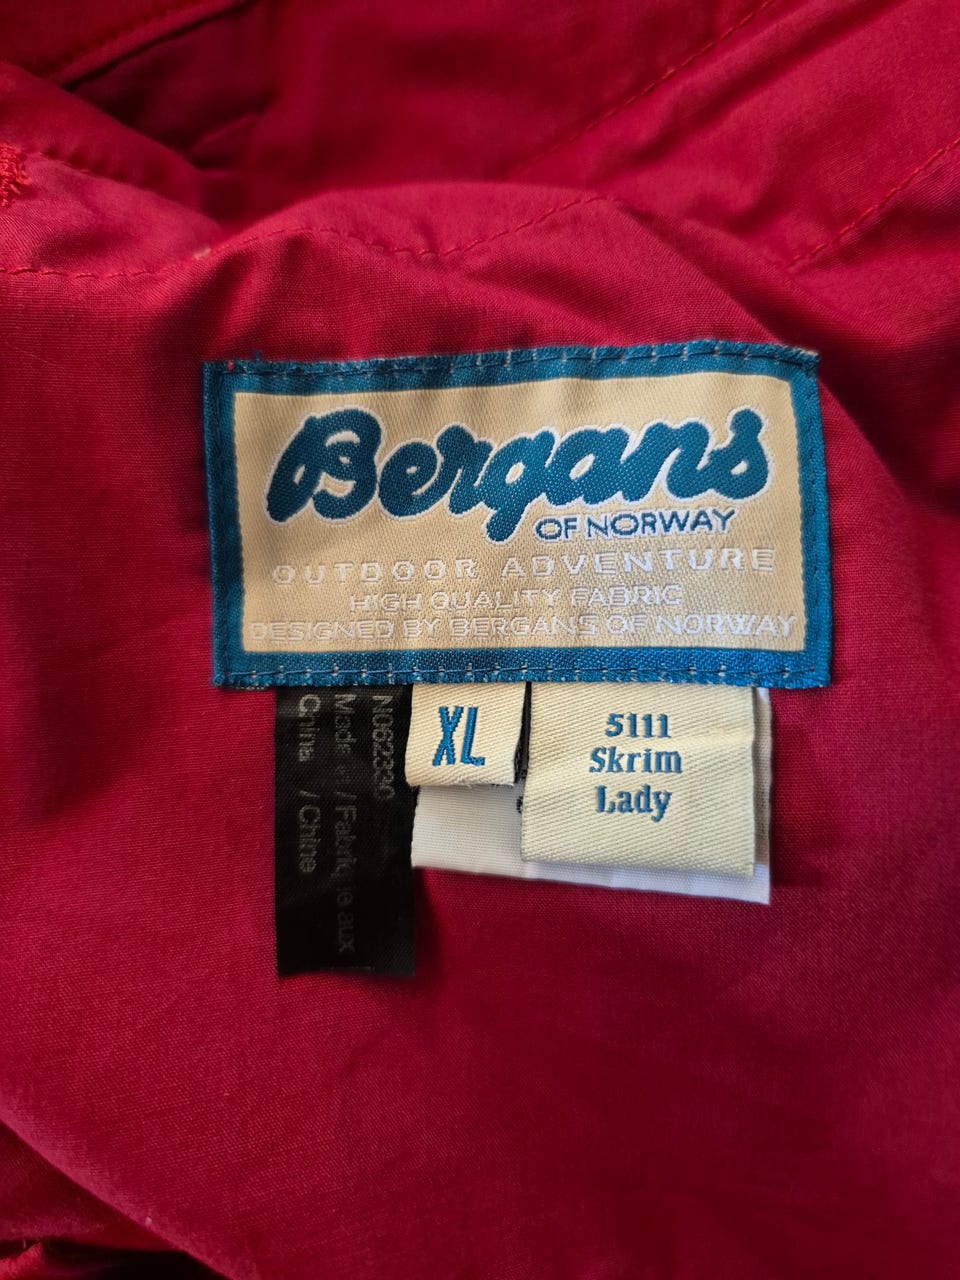 Bergans
OF NORWAY
OUTDOOR ADVENTURE
HIGH QUALITY FABRIC
DESIGNED BY BERGANS OF NORWAY
XL
5111
Skrim
Lady
N062330
Made / Fabriqué aux
China / Chine